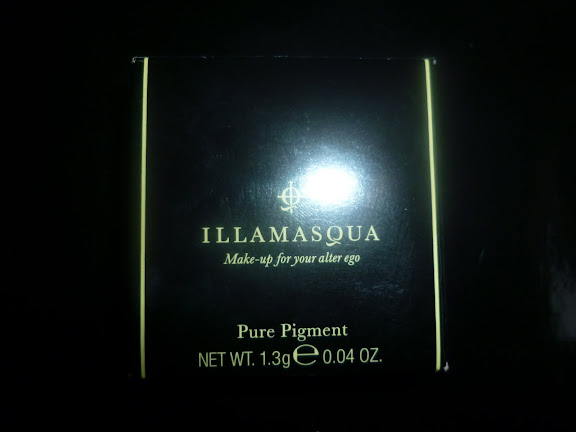 ILLAMASQUA
Make-up for your alter ego
Pure Pigment
NET WT. 1.3g ℮ 0.04 OZ.